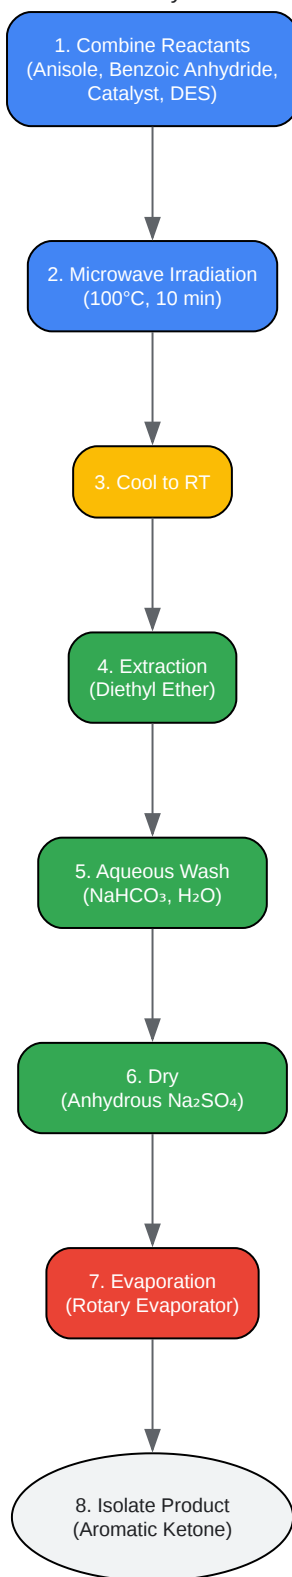 1. Combine Reactants
(Anisole, Benzoic Anhydride,
Catalyst, DES)
2. Microwave Irradiation
(100°C, 10 min)
3. Cool to RT
4. Extraction
(Diethyl Ether)
5. Aqueous Wash
(NaHCO₃, H₂O)
6. Dry
(Anhydrous Na₂SO₄)
7. Evaporation
(Rotary Evaporator)
8. Isolate Product
(Aromatic Ketone)